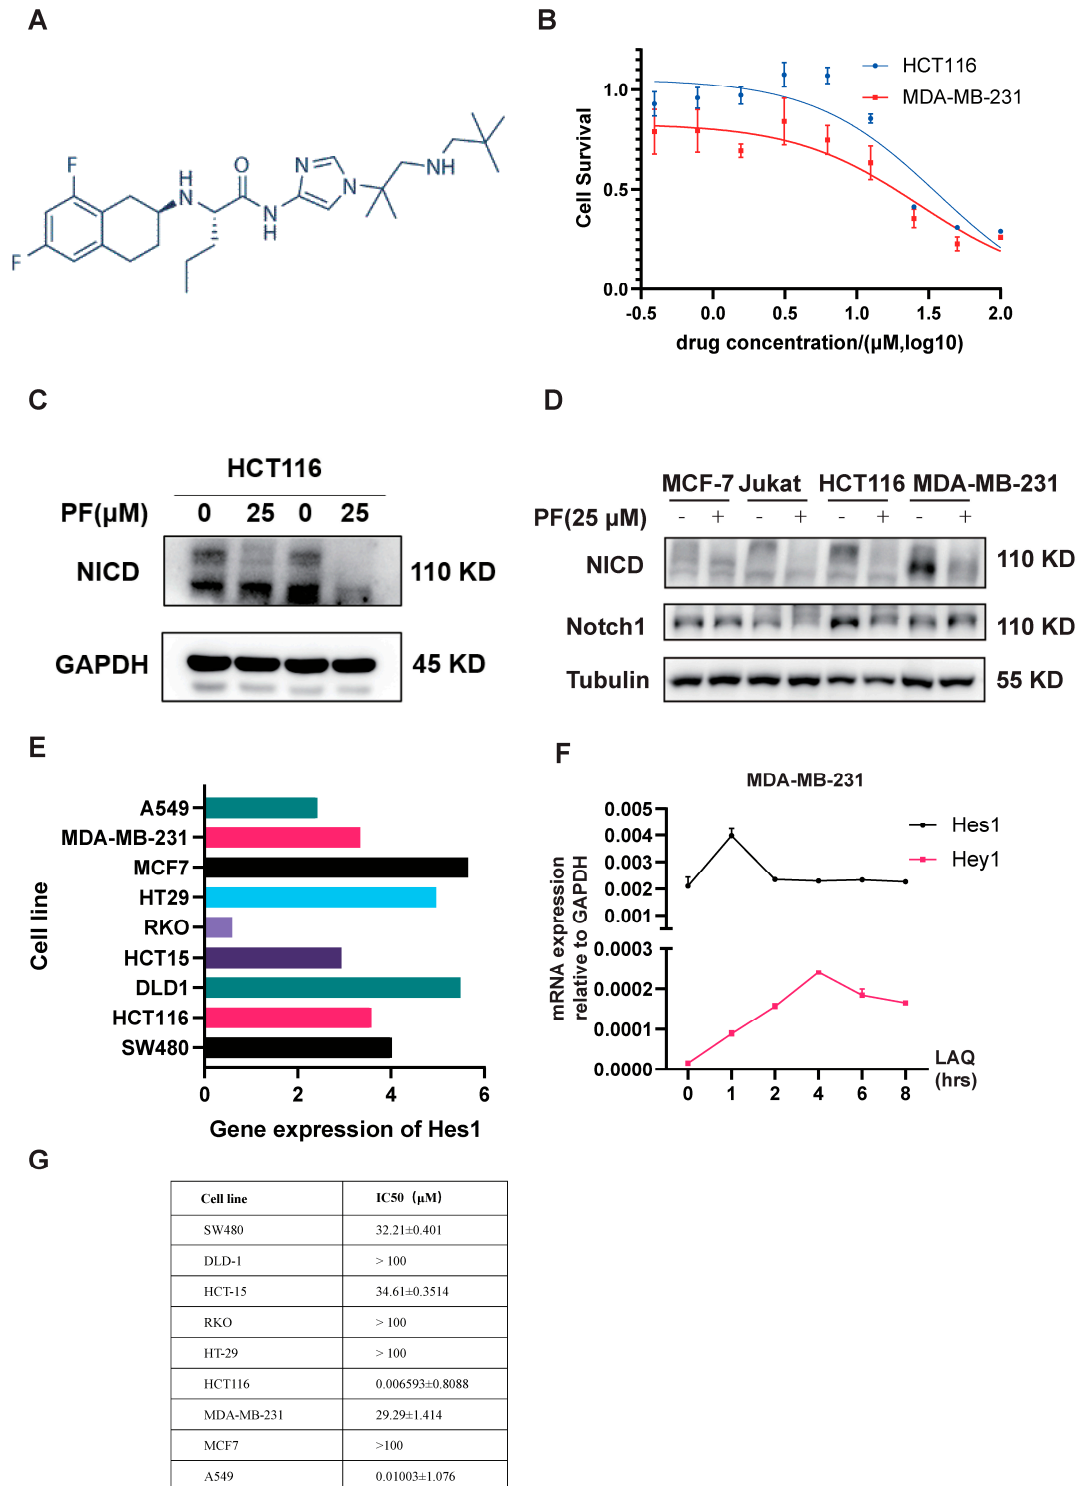 A
F
F
H
N
O
N
H
N
N
NH
B
HCT116
MDA-MB-231
Cell Survival
1.0
0.5
0.0
-0.5 0.0 0.5 1.0 1.5 2.0
drug concentration/(μM,log10)
C
HCT116
PF(μM) 0 25 0 25
NICD 110 KD
GAPDH 45 KD
D
MCF-7 Jukat HCT116 MDA-MB-231
PF(25 μM) - + - + - + - +
NICD 110 KD
Notch1 110 KD
Tubulin 55 KD
E
Cell line
A549
MDA-MB-231
MCF7
HT29
RKO
HCT15
DLD1
HCT116
SW480
0 2 4 6
Gene expression of Hes1
F
MDA-MB-231
mRNA expression
relative to GAPDH
0.005
0.004
0.003
0.002
0.001
0.0003
0.0002
0.0001
0.0000
Hes1
Hey1
0 1 2 4 6 8
LAQ
(hrs)
G
Cell line IC50（μM）
SW480 32.21±0.401
DLD-1 > 100
HCT-15 34.61±0.3514
RKO > 100
HT-29 > 100
HCT116 0.006593±0.8088
MDA-MB-231 29.29±1.414
MCF7 >100
A549 0.01003±1.076